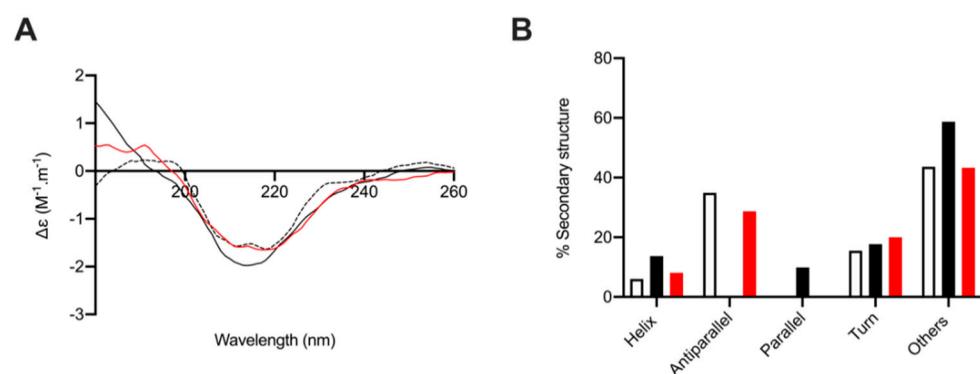 A
B
2
1
0
-1
-2
-3
200
220
240
260
Δε (M⁻¹.m⁻¹)
Wavelength (nm)
80
60
40
20
0
% Secondary structure
Helix
Antiparallel
Parallel
Turn
Others